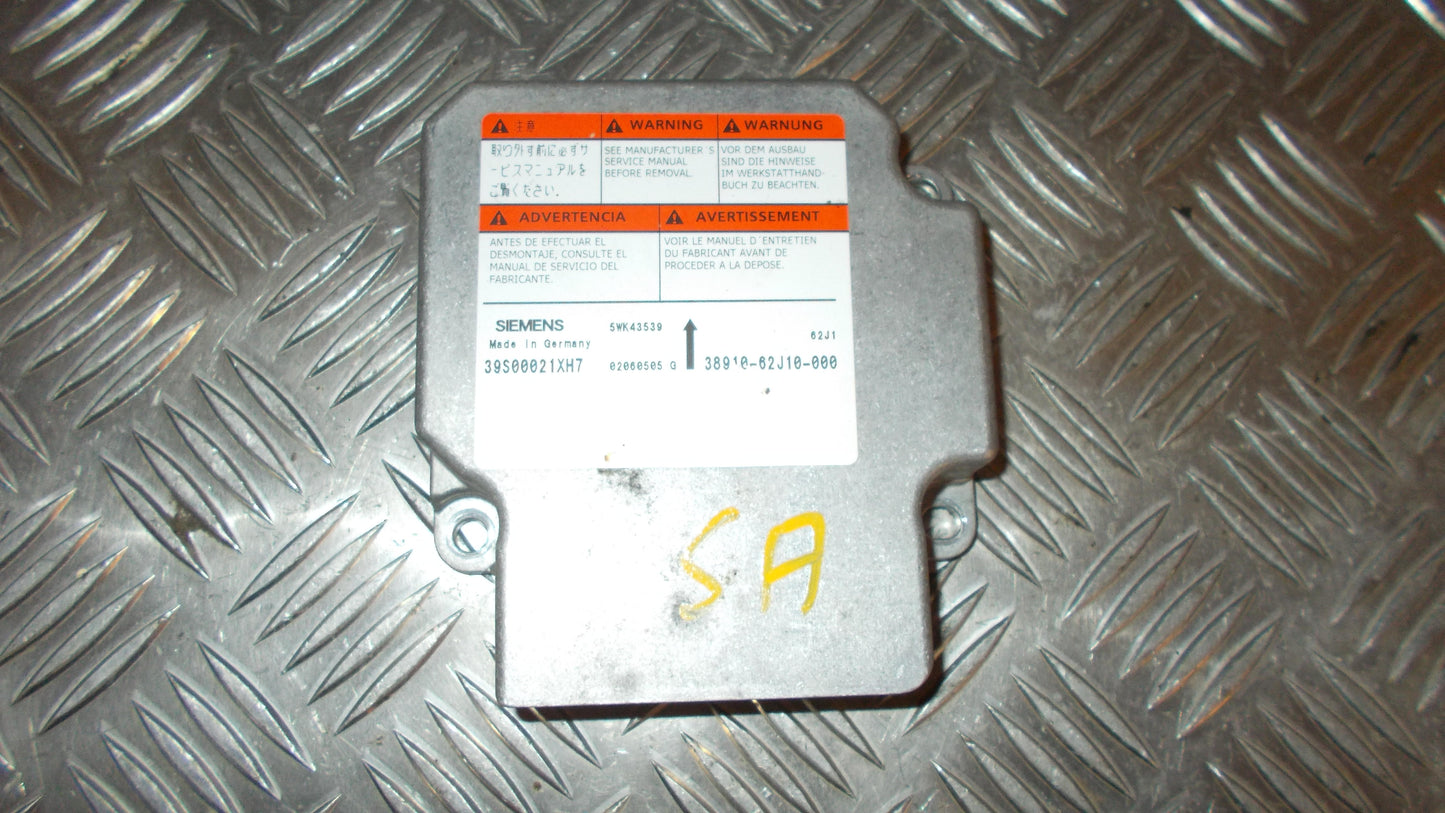 注意
取り外す前に必ずサ
ービスマニュアルを
ご覧ください.
WARNING
SEE MANUFACTURER´S
SERVICE MANUAL
BEFORE REMOVAL.
WARNUNG
VOR DEM AUSBAU
SIND DIE HINWEISE
IM WERKSTATTHAND-
BUCH ZU BEACHTEN.
ADVERTENCIA
ANTES DE EFECTUAR EL
DESMONTAJE, CONSULTE EL
MANUAL DE SERVICIO DEL
FABRICANTE.
AVERTISSEMENT
VOIR LE MANUEL D´ENTRETIEN
DU FABRICANT AVANT DE
PROCEDER A LA DEPOSE.
SIEMENS 5WK43539 62J1
Made in Germany
39S00021XH7 02060505 G 38910-62J10-000
SA